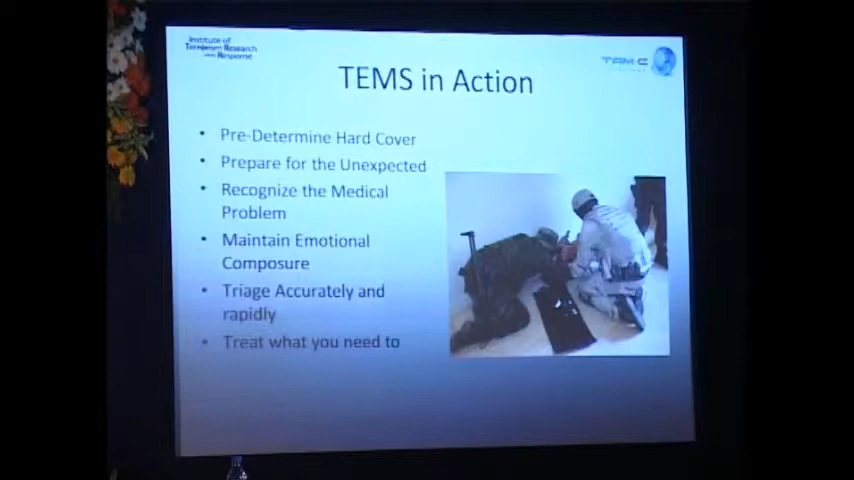 Institute of
Terrorism Research
and Response
TAM-C
TEMS in Action
• Pre-Determine Hard Cover
• Prepare for the Unexpected
• Recognize the Medical
Problem
• Maintain Emotional
Composure
• Triage Accurately and
rapidly
• Treat what you need to